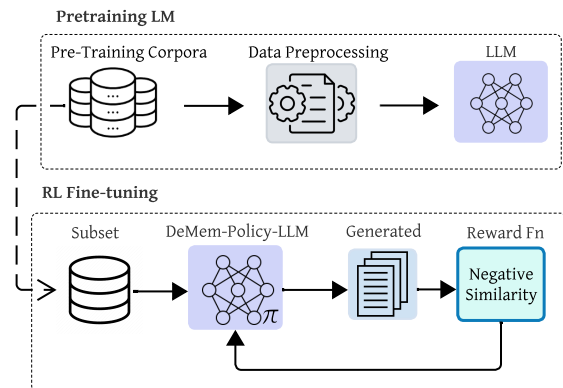 Pretraining LM
Pre-Training Corpora
Data Preprocessing
LLM
...
...
...
RL Fine-tuning
Subset
DeMem-Policy-LLM
Generated
Reward Fn
π
Negative
Similarity